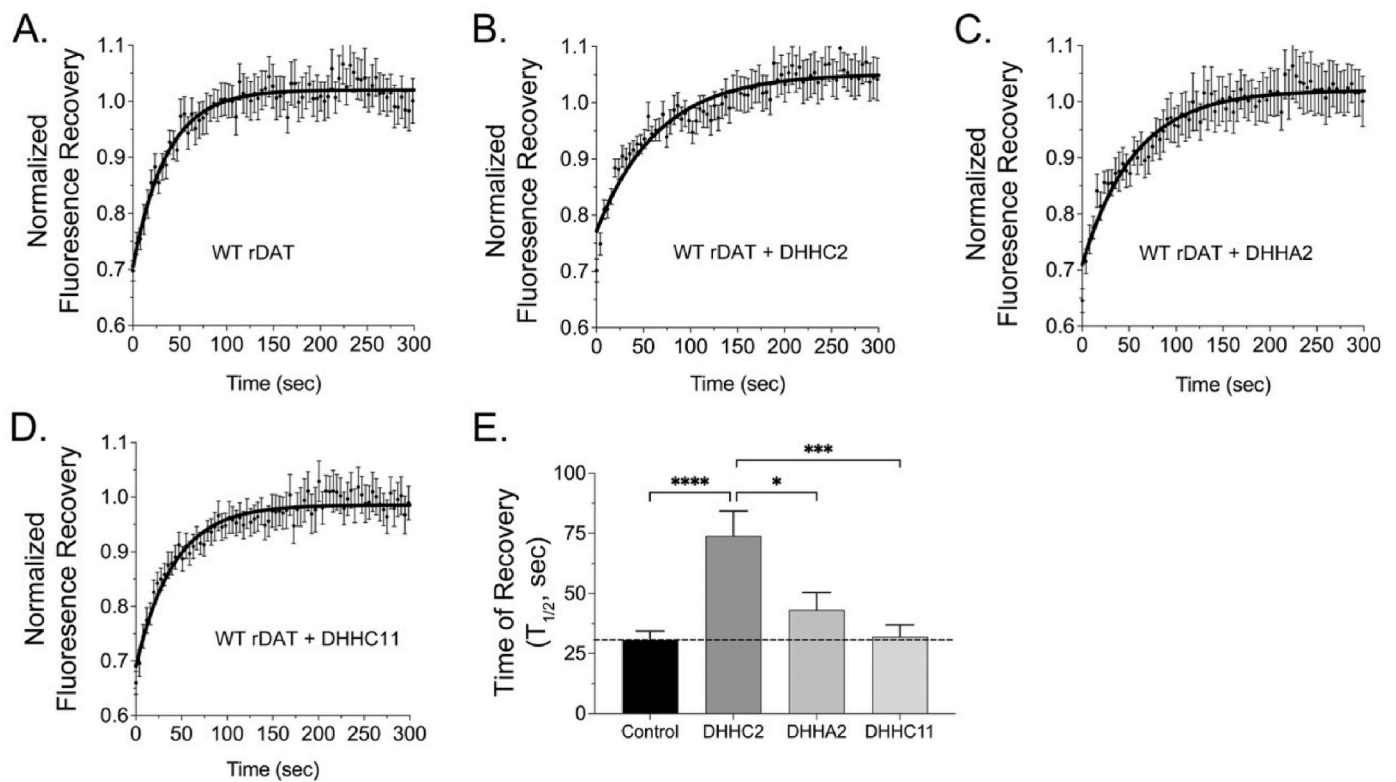 A.
Normalized
Fluoresence Recovery
1.1
1.0
0.9
0.8
0.7
0.6
WT rDAT
0 50 100 150 200 250 300
Time (sec)
B.
Normalized
Fluoresence Recovery
1.1
1.0
0.9
0.8
0.7
0.6
WT rDAT + DHHC2
0 50 100 150 200 250 300
Time (sec)
C.
Normalized
Fluoresence Recovery
1.1
1.0
0.9
0.8
0.7
0.6
WT rDAT + DHHA2
0 50 100 150 200 250 300
Time (sec)
D.
Normalized
Fluoresence Recovery
1.1
1.0
0.9
0.8
0.7
0.6
WT rDAT + DHHC11
0 50 100 150 200 250 300
Time (sec)
E.
Time of Recovery
(T1/2, sec)
100
75
50
25
0
***
**** *
Control DHHC2 DHHA2 DHHC11